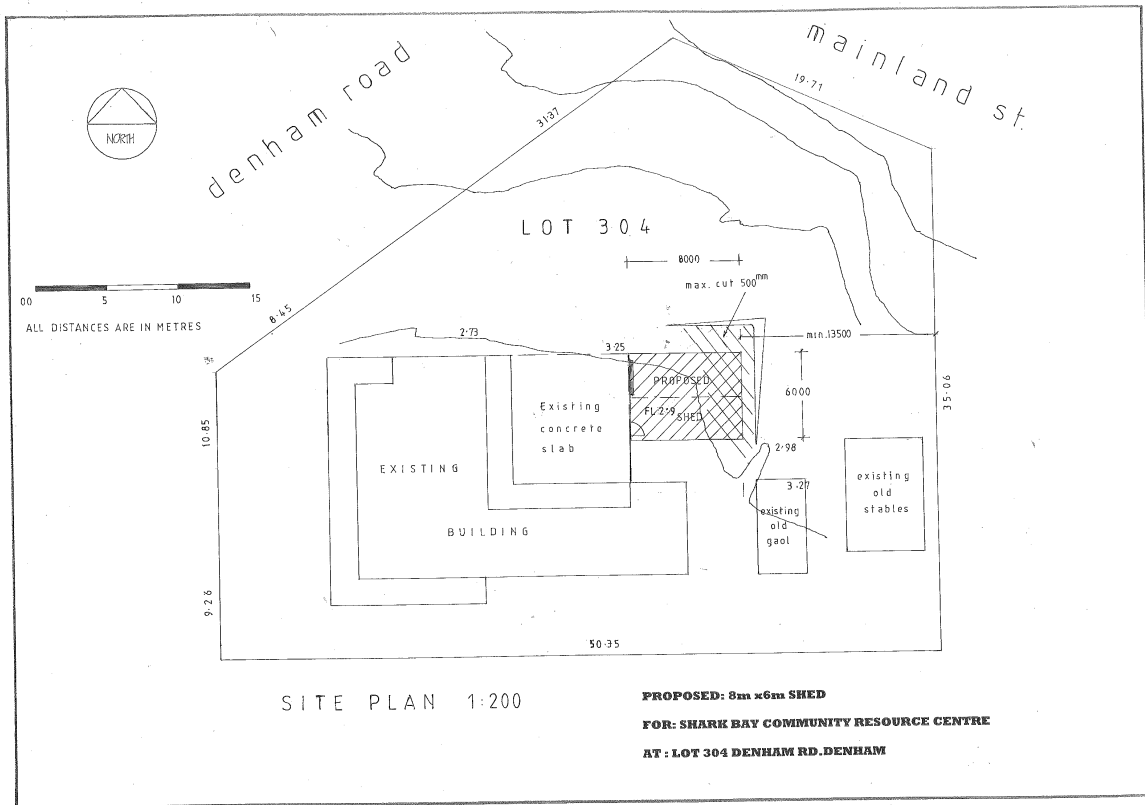 mainland st.
denham road
19·71
31·37
NORTH
LOT 304
8000
max. cut 500mm
00 5 10 15
ALL DISTANCES ARE IN METRES
8·45
2·73
3·25
min.13500
PROPOSED
SHED
FL 2·9
6000
35·06
10·85
Existing
concrete
slab
2·98
EXISTING
BUILDING
3·27
existing
old
gaol
existing
old
stables
9·26
50·35
SITE PLAN 1:200
PROPOSED: 8m x6m SHED
FOR: SHARK BAY COMMUNITY RESOURCE CENTRE
AT : LOT 304 DENHAM RD.DENHAM